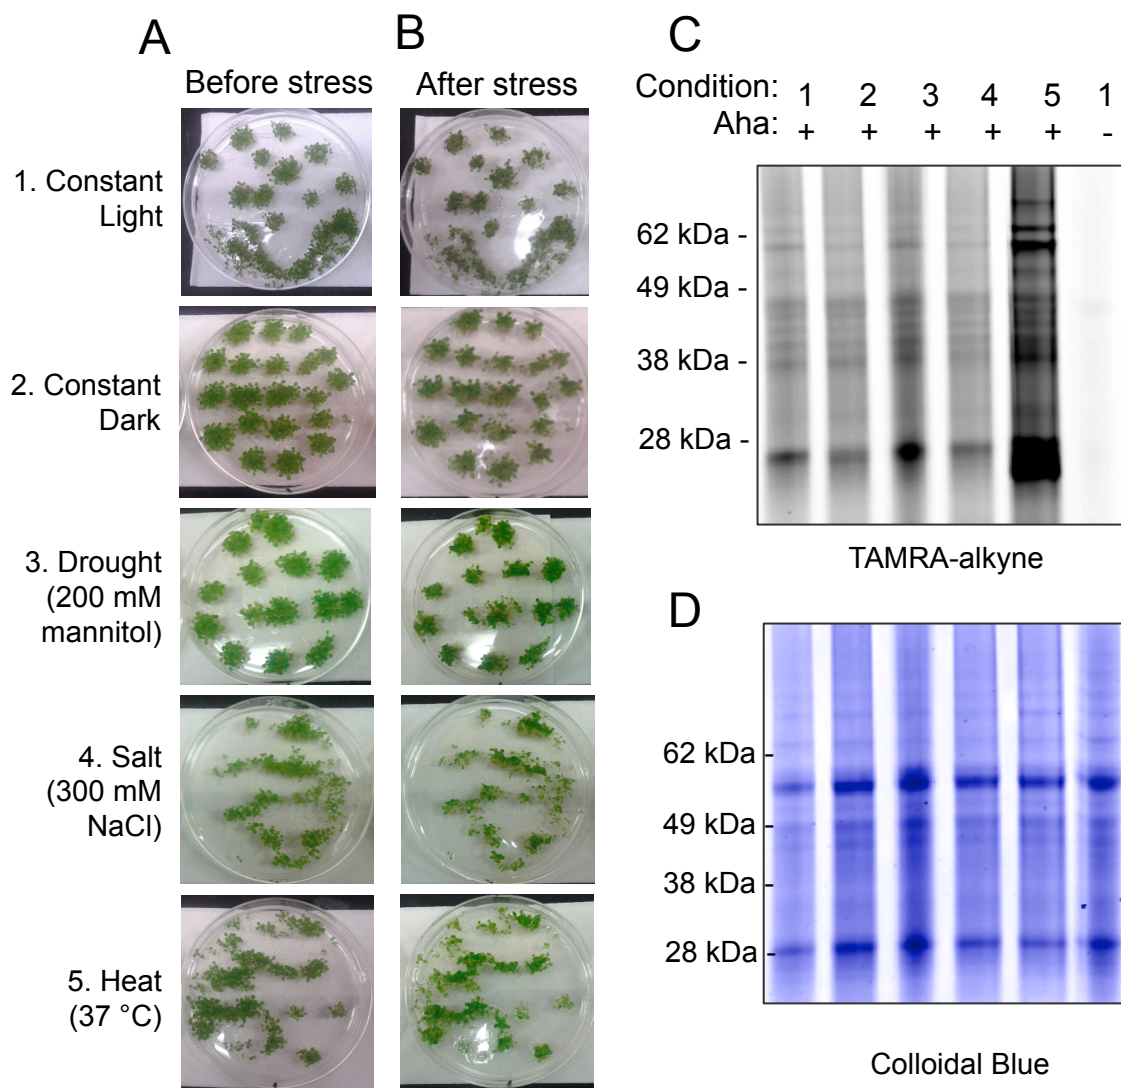 A
B
Before stress
After stress
1. Constant
Light
2. Constant
Dark
3. Drought
(200 mM
mannitol)
4. Salt
(300 mM
NaCl)
5. Heat
(37 °C)
C
Condition: 1 2 3 4 5 1
Aha: + + + + + -
62 kDa -
49 kDa -
38 kDa -
28 kDa -
TAMRA-alkyne
D
62 kDa -
49 kDa -
38 kDa -
28 kDa -
Colloidal Blue